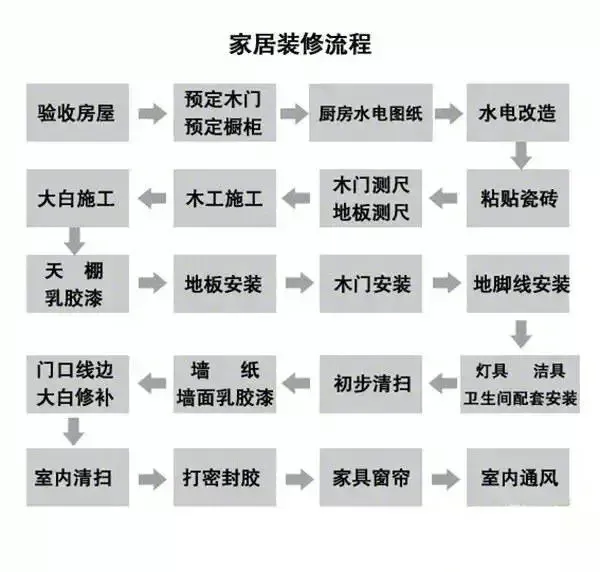 家居装修流程
验收房屋
预定木门
预定橱柜
厨房水电图纸
水电改造
大白施工
木工施工
木门测尺
地板测尺
粘贴瓷砖
天 棚
乳胶漆
地板安装
木门安装
地脚线安装
门口线边
大白修补
墙 纸
墙面乳胶漆
初步清扫
灯具 洁具
卫生间配套安装
室内清扫
打密封胶
家具窗帘
室内通风